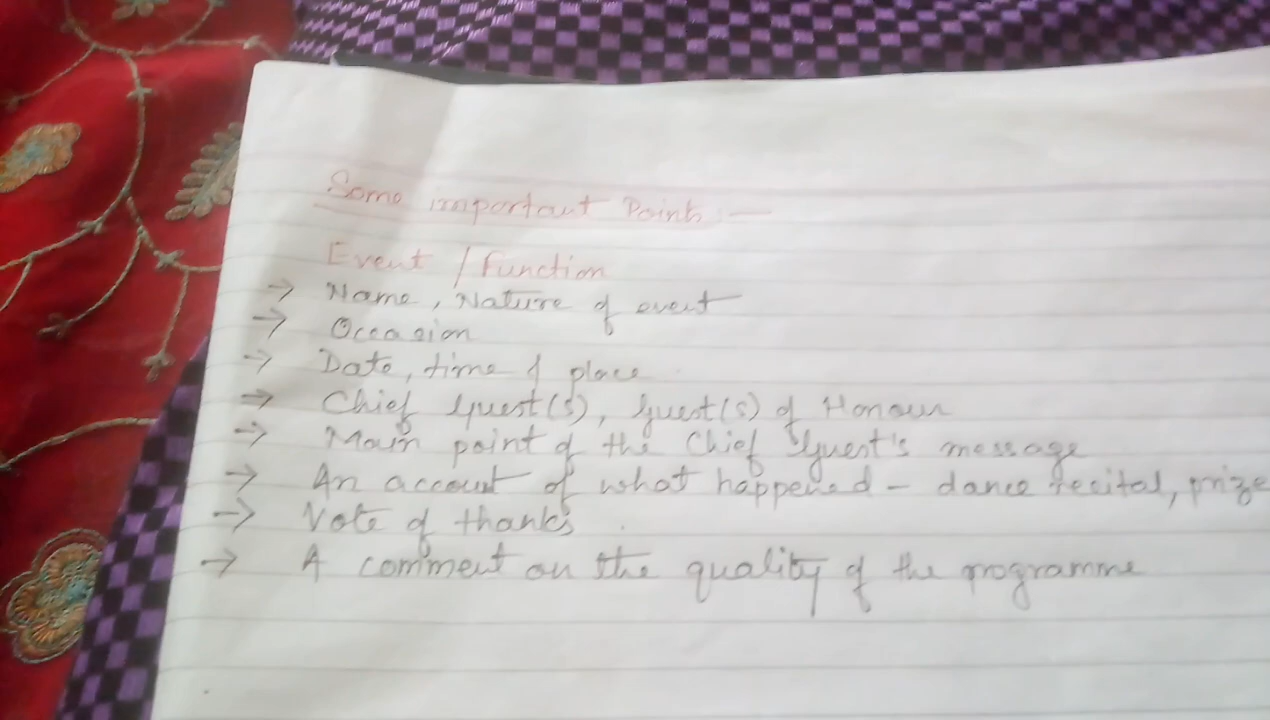 Some important Points :-
Event / Function
→ Name, Nature of event
→ Occasion
→ Date, time & place
→ Chief Guest(s), Guest(s) of Honour
→ Main point of the Chief Guest's message
→ An account of what happened - dance recital, prize
→ Vote of thanks
→ A comment on the quality of the programme